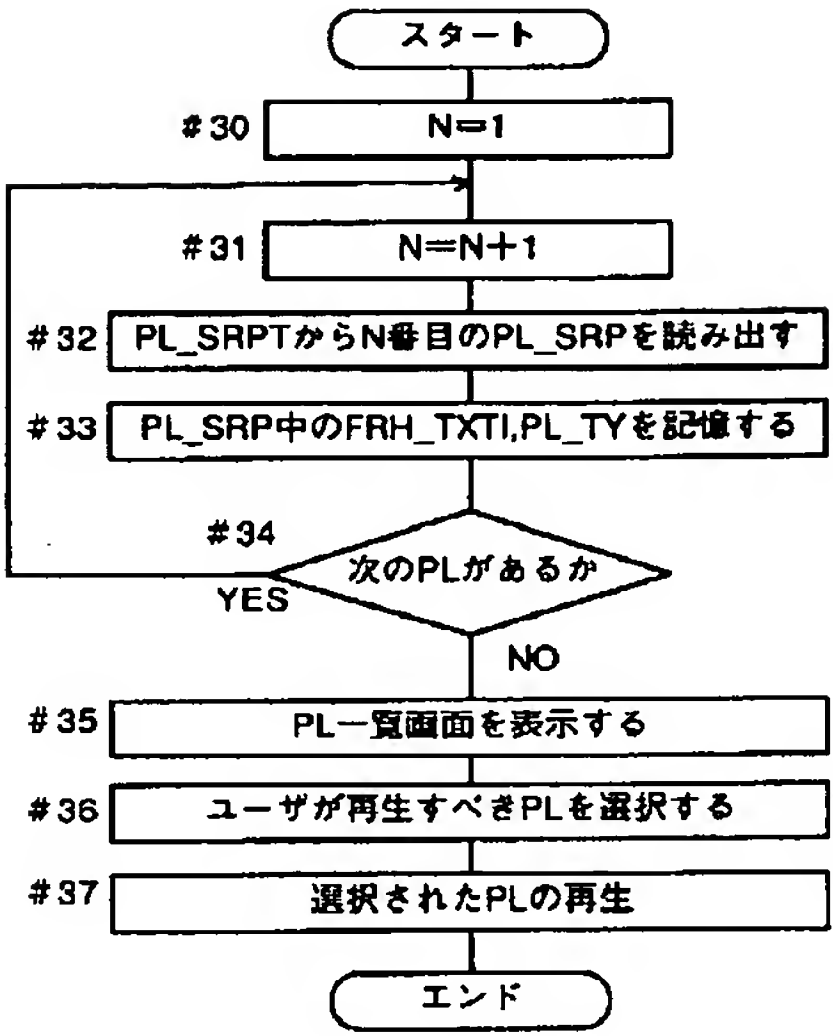 スタート
#30 N=1
#31 N=N+1
#32 PL_SRPTからN番目のPL_SRPを読み出す
#33 PL_SRP中のFRH_TXTI,PL_TYを記憶する
#34
次のPLがあるか
YES
NO
#35 PL一覧画面を表示する
#36 ユーザが再生すべきPLを選択する
#37 選択されたPLの再生
エンド